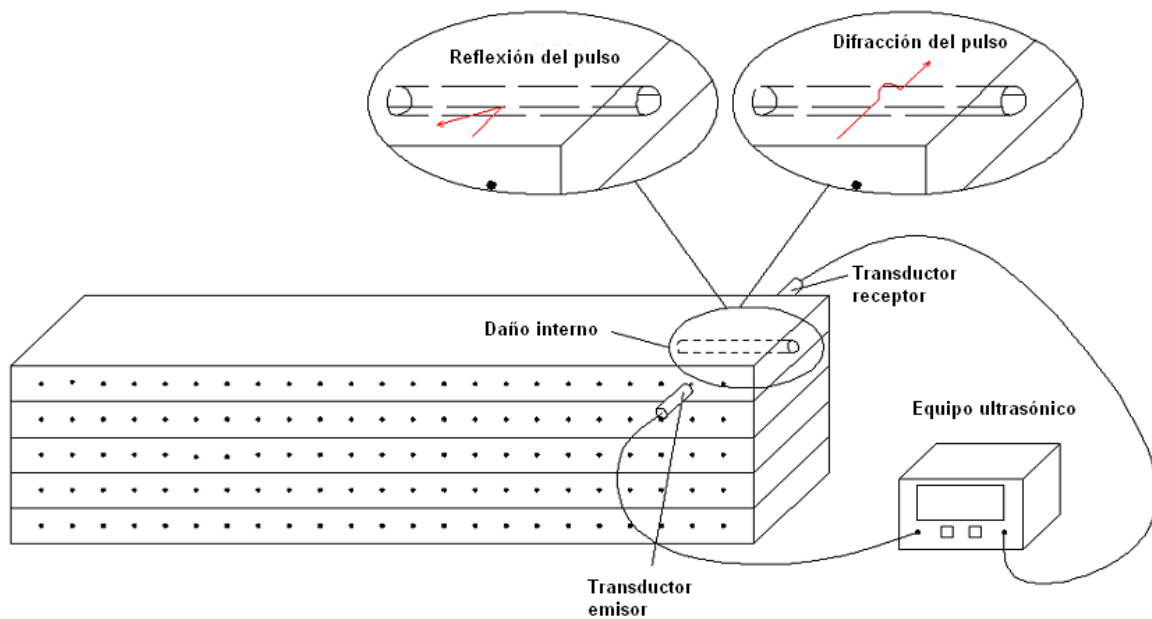 Reflexión del pulso
Difracción del pulso
Transductor
receptor
Daño interno
Equipo ultrasónico
Transductor
emisor